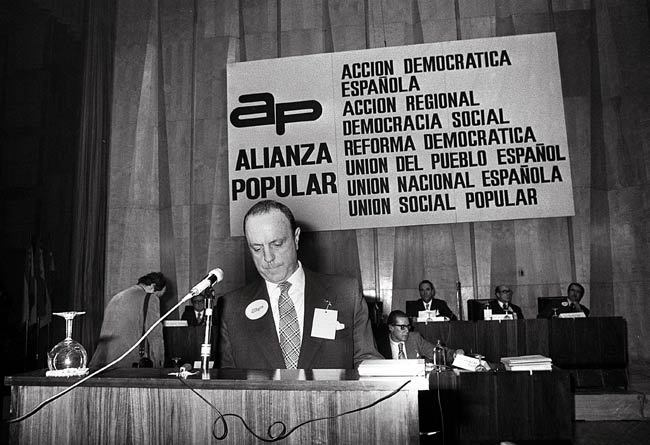 ap
ALIANZA
POPULAR
ACCION DEMOCRATICA
ESPAÑOLA
ACCION REGIONAL
DEMOCRACIA SOCIAL
REFORMA DEMOCRATICA
UNION DEL PUEBLO ESPAÑOL
UNION NACIONAL ESPAÑOLA
UNION SOCIAL POPULAR